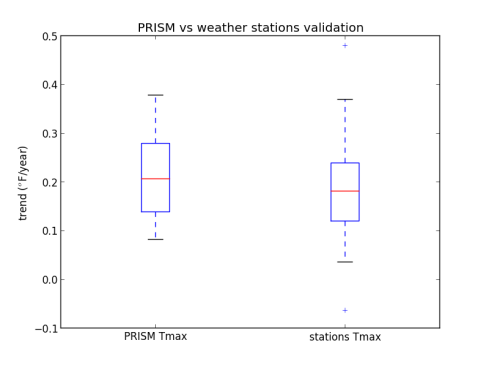 PRISM vs weather stations validation
0.5
0.4
0.3
0.2
0.1
0.0
−0.1
trend (°F/year)
PRISM Tmax
stations Tmax